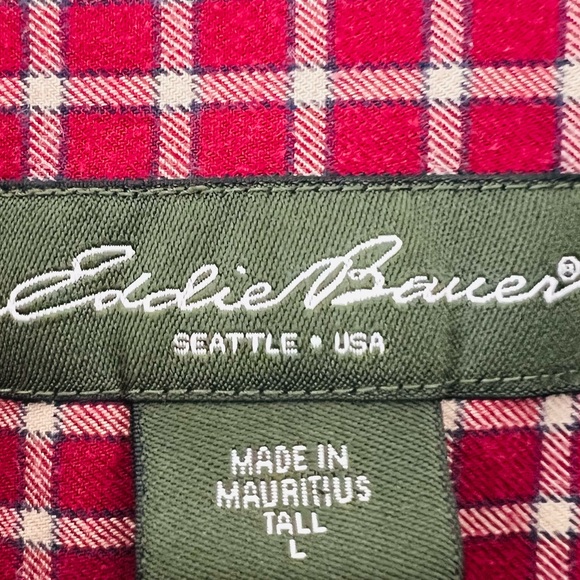 Eddie Bauer®
SEATTLE • USA
MADE IN
MAURITIUS
TALL
L